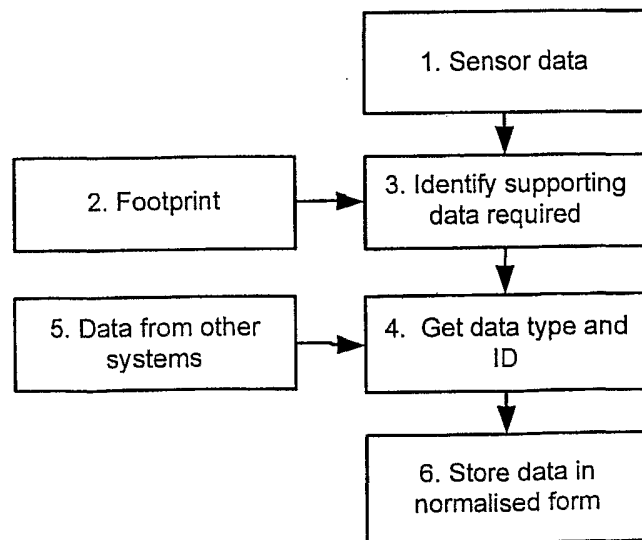 1. Sensor data
2. Footprint
3. Identify supporting
data required
5. Data from other
systems
4. Get data type and
ID
6. Store data in
normalised form